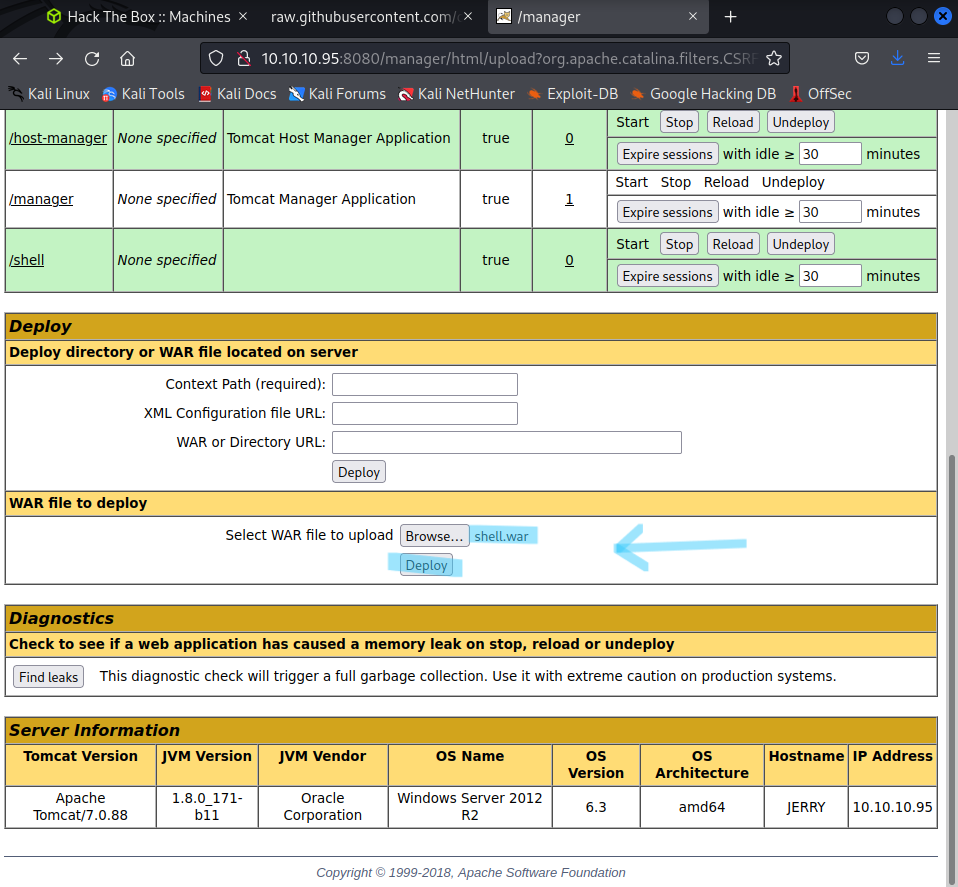 Hack The Box :: Machines
raw.githubusercontent.com/
/manager
10.10.10.95:8080/manager/html/upload?org.apache.catalina.filters.CSRF
Kali Linux Kali Tools Kali Docs Kali Forums Kali NetHunter Exploit-DB Google Hacking DB OffSec
/host-manager None specified Tomcat Host Manager Application true 0 Start Stop Reload Undeploy
Expire sessions with idle ≥ 30 minutes
/manager None specified Tomcat Manager Application true 1 Start Stop Reload Undeploy
Expire sessions with idle ≥ 30 minutes
/shell None specified true 0 Start Stop Reload Undeploy
Expire sessions with idle ≥ 30 minutes
Deploy
Deploy directory or WAR file located on server
Context Path (required):
XML Configuration file URL:
WAR or Directory URL:
Deploy
WAR file to deploy
Select WAR file to upload Browse... shell.war
Deploy
Diagnostics
Check to see if a web application has caused a memory leak on stop, reload or undeploy
Find leaks This diagnostic check will trigger a full garbage collection. Use it with extreme caution on production systems.
Server Information
Tomcat Version JVM Version JVM Vendor OS Name OS Version OS Architecture Hostname IP Address
Apache Tomcat/7.0.88 1.8.0_171-b11 Oracle Corporation Windows Server 2012 R2 6.3 amd64 JERRY 10.10.10.95
Copyright © 1999-2018, Apache Software Foundation